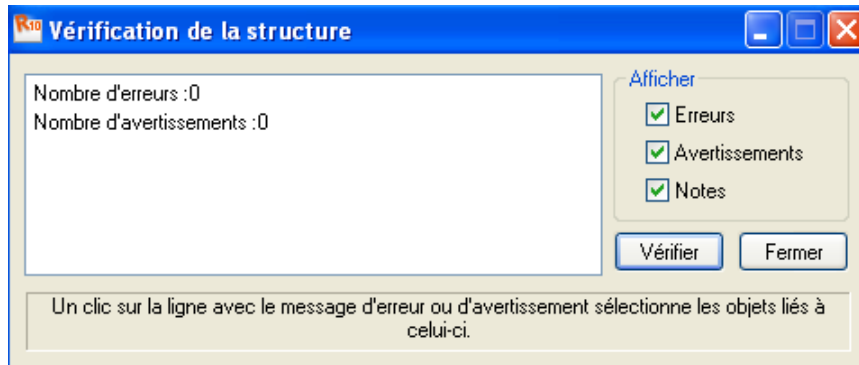 R10 Vérification de la structure
Nombre d'erreurs :0
Nombre d'avertissements :0
Afficher
Erreurs
Avertissements
Notes
Vérifier Fermer
Un clic sur la ligne avec le message d'erreur ou d'avertissement sélectionne les objets liés à
celui-ci.